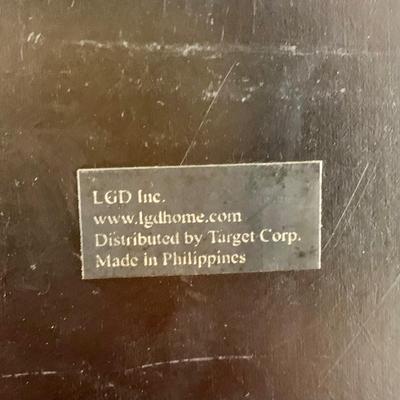 LGD Inc.
www.lgdhome.com
Distributed by Target Corp.
Made in Philippines